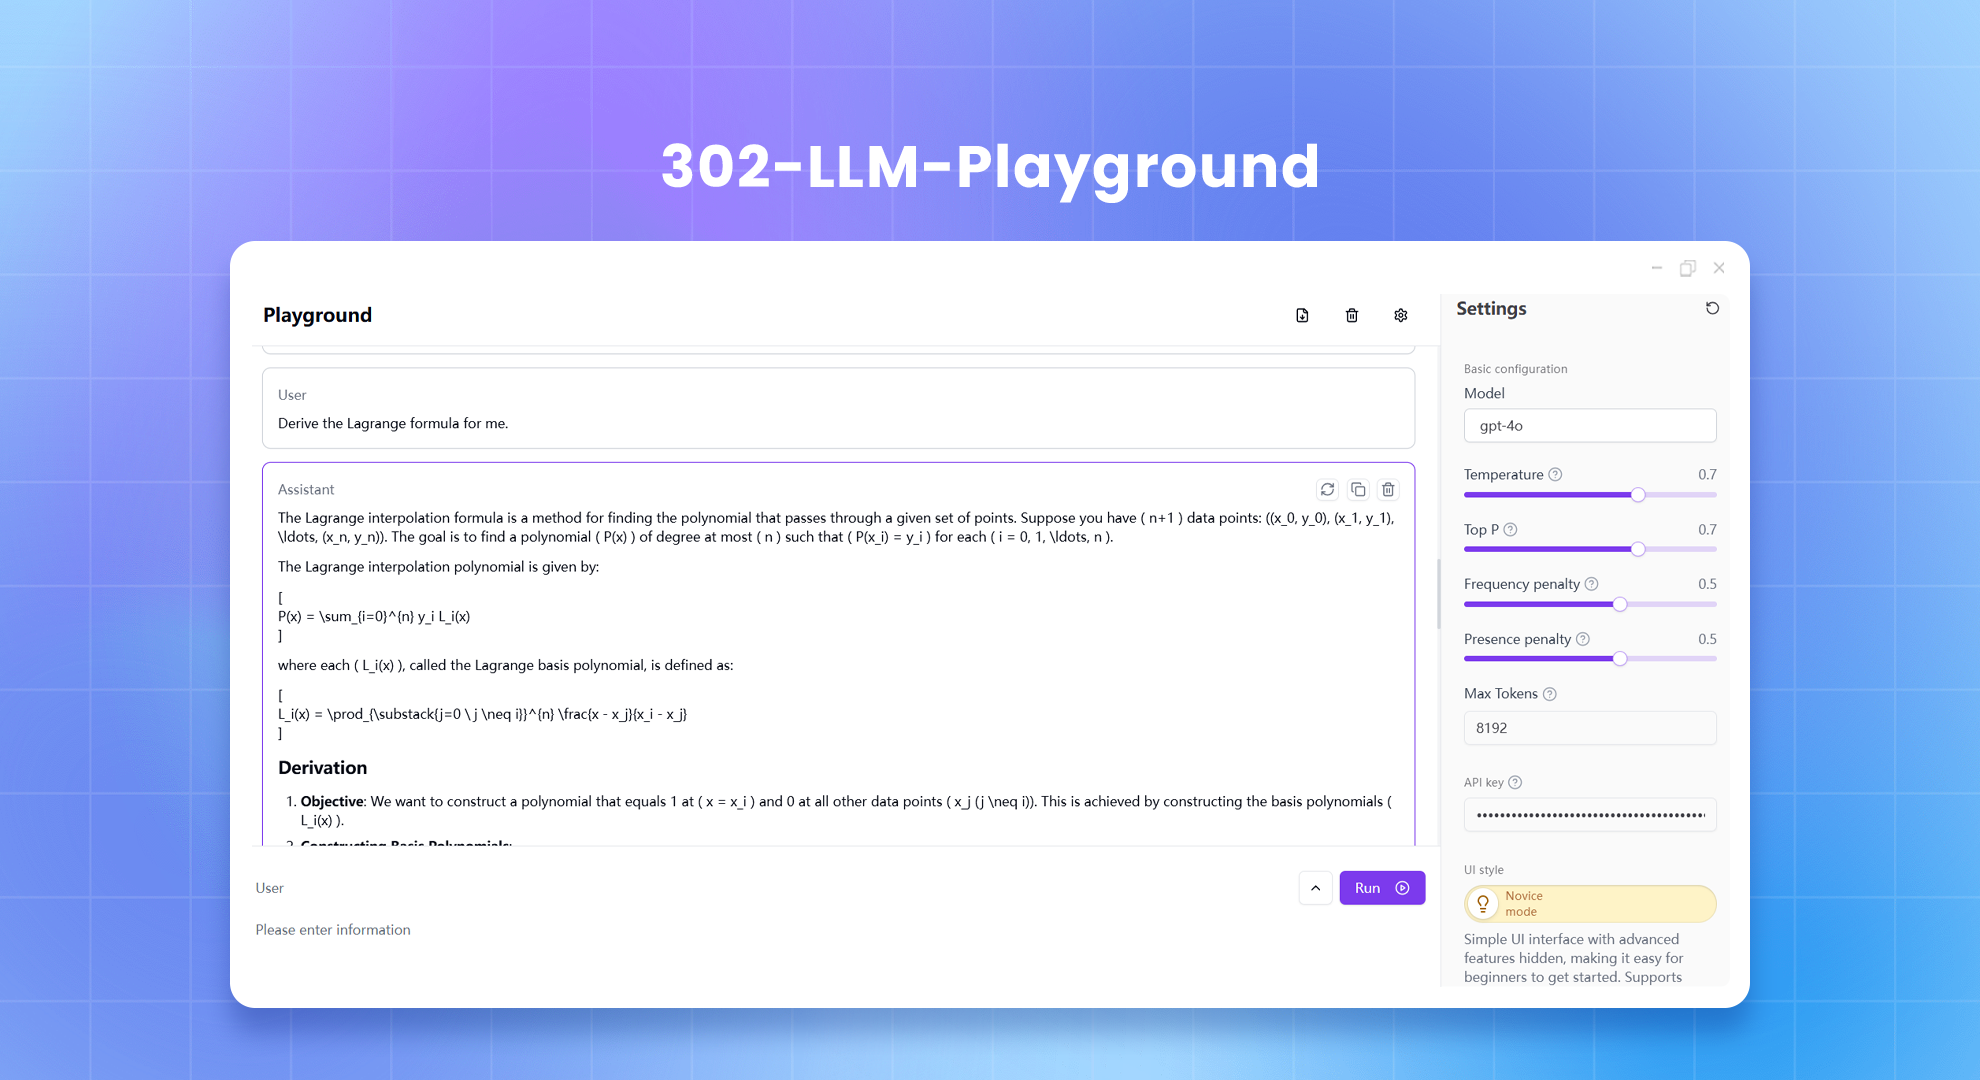 302-LLM-Playground
Playground
User
Derive the Lagrange formula for me.
Assistant
The Lagrange interpolation formula is a method for finding the polynomial that passes through a given set of points. Suppose you have ( n+1 ) data points: ((x_0, y_0), (x_1, y_1),
\ldots, (x_n, y_n)). The goal is to find a polynomial ( P(x) ) of degree at most ( n ) such that ( P(x_i) = y_i ) for each ( i = 0, 1, \ldots, n ).
The Lagrange interpolation polynomial is given by:
[
P(x) = \sum_{i=0}^{n} y_i L_i(x)
]
where each ( L_i(x) ), called the Lagrange basis polynomial, is defined as:
[
L_i(x) = \prod_{\substack{j=0 \ j \neq i}}^{n} \frac{x - x_j}{x_i - x_j}
]
Derivation
1. Objective: We want to construct a polynomial that equals 1 at ( x = x_i ) and 0 at all other data points ( x_j (j \neq i)). This is achieved by constructing the basis polynomials (
L_i(x) ).
2. Constructing Basis Polynomials:
User
Run
Please enter information
Settings
Basic configuration
Model
gpt-4o
Temperature 0.7
Top P 0.7
Frequency penalty 0.5
Presence penalty 0.5
Max Tokens
8192
API key
UI style
Novice
mode
Simple UI interface with advanced
features hidden, making it easy for
beginners to get started. Supports